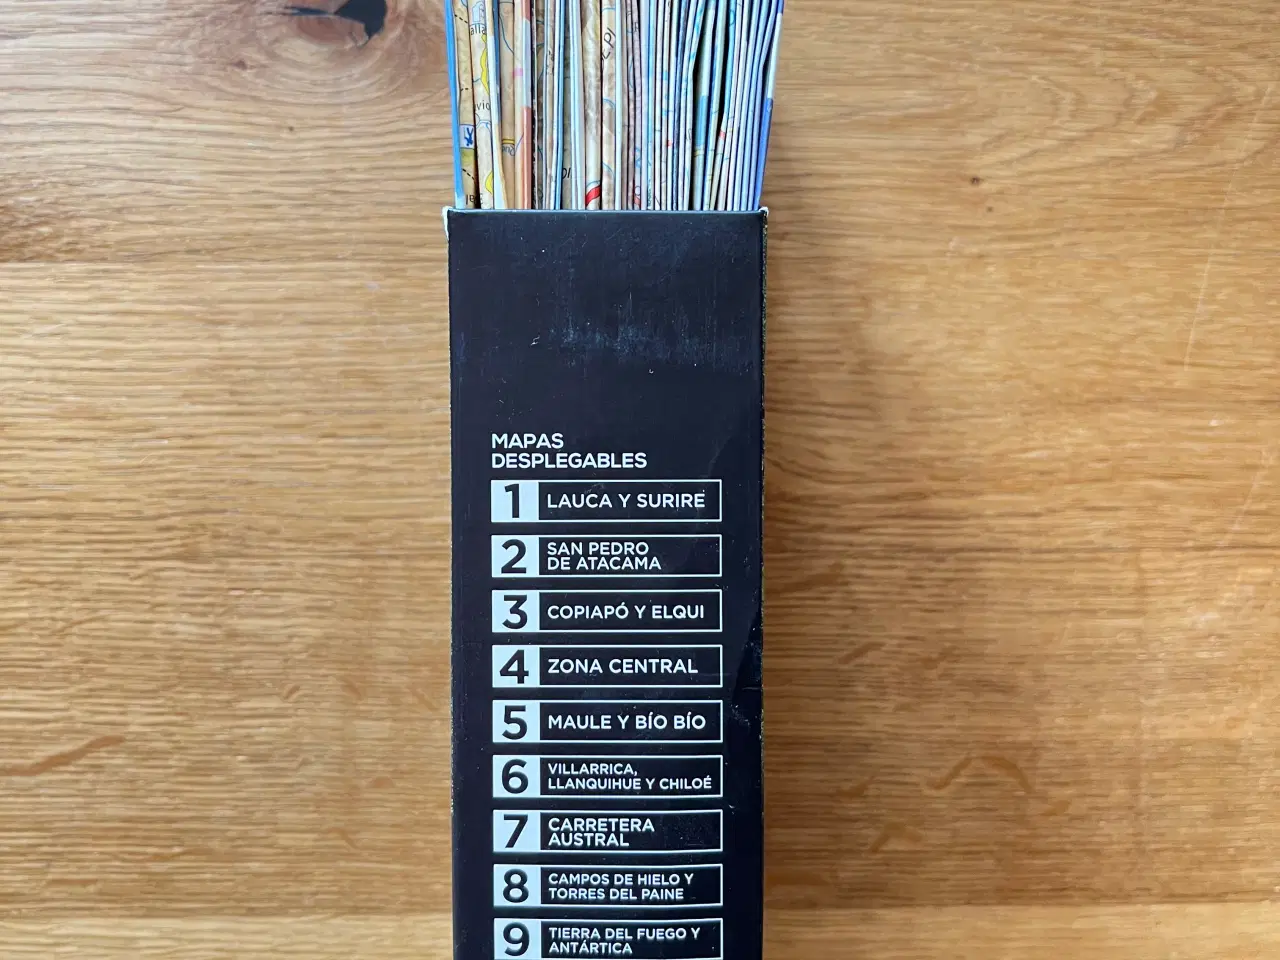 MAPAS
DESPLEGABLES
1 LAUCA Y SURIRE
2 SAN PEDRO
DE ATACAMA
3 COPIAPÓ Y ELQUI
4 ZONA CENTRAL
5 MAULE Y BÍO BÍO
6 VILLARRICA,
LLANQUIHUE Y CHILOÉ
7 CARRETERA
AUSTRAL
8 CAMPOS DE HIELO Y
TORRES DEL PAINE
9 TIERRA DEL FUEGO Y
ANTÁRTICA